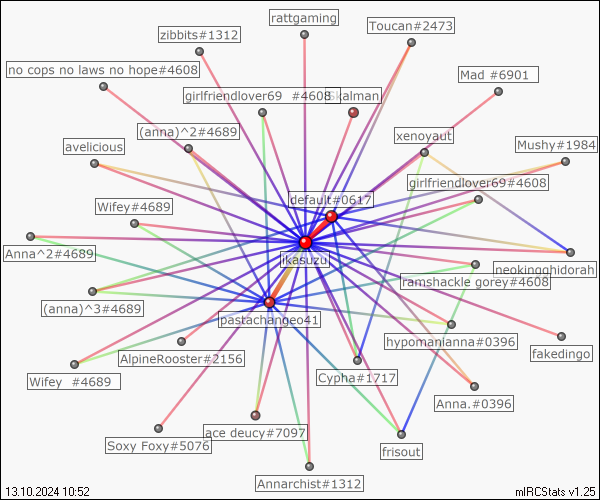 rattgaming
Toucan#2473
zibbits#1312
no cops no laws no hope#4608
Mad #6901
girlfriendlover69 #4608
kalman
(anna)^2#4689
xenoyaut
avelicious
Mushy#1984
girlfriendlover69#4608
default#0617
Wifey#4689
Anna^2#4689
ikasuzu
neokingghidorah
ramshackle gorey#4608
(anna)^3#4689
pastachangeo41
hypomanianna#0396
AlpineRooster#2156
fakedingo
Wifey #4689
Cypha#1717
Anna.#0396
ace deucy#7097
Soxy Foxy#5076
frisout
Annarchist#1312
13.10.2024 10:52
mIRCStats v1.25